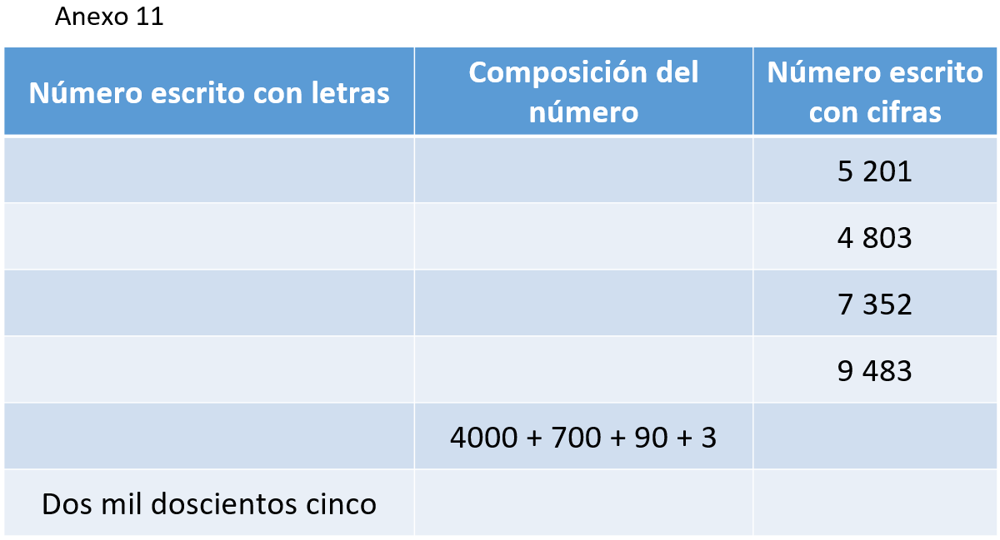 Anexo 11
Número escrito con letras
Composición del
número
Número escrito
con cifras
5 201
4 803
7 352
9 483
4000 + 700 + 90 + 3
Dos mil doscientos cinco